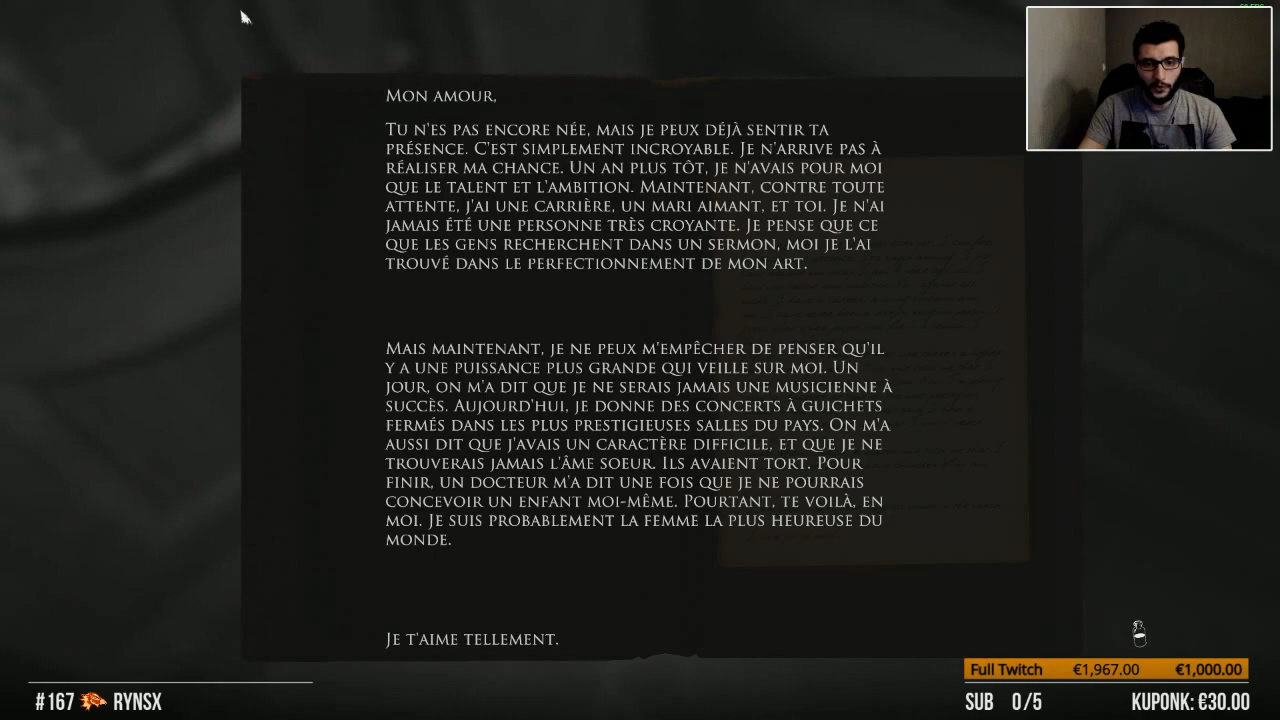 MON AMOUR,
TU N'ES PAS ENCORE NÉE, MAIS JE PEUX DÉJÀ SENTIR TA
PRÉSENCE. C'EST SIMPLEMENT INCROYABLE. JE N'ARRIVE PAS À
RÉALISER MA CHANCE. UN AN PLUS TÔT, JE N'AVAIS POUR MOI
QUE LE TALENT ET L'AMBITION. MAINTENANT, CONTRE TOUTE
ATTENTE, J'AI UNE CARRIÈRE, UN MARI AIMANT, ET TOI. JE N'AI
JAMAIS ÉTÉ UNE PERSONNE TRÈS CROYANTE. JE PENSE QUE CE
QUE LES GENS RECHERCHENT DANS UN SERMON, MOI JE L'AI
TROUVÉ DANS LE PERFECTIONNEMENT DE MON ART.
MAIS MAINTENANT, JE NE PEUX M'EMPÊCHER DE PENSER QU'IL
Y A UNE PUISSANCE PLUS GRANDE QUI VEILLE SUR MOI. UN
JOUR, ON M'A DIT QUE JE NE SERAIS JAMAIS UNE MUSICIENNE À
SUCCÈS. AUJOURD'HUI, JE DONNE DES CONCERTS À GUICHETS
FERMÉS DANS LES PLUS PRESTIGIEUSES SALLES DU PAYS. ON M'A
AUSSI DIT QUE J'AVAIS UN CARACTÈRE DIFFICILE, ET QUE JE NE
TROUVERAIS JAMAIS L'ÂME SOEUR. ILS AVAIENT TORT. POUR
FINIR, UN DOCTEUR M'A DIT UNE FOIS QUE JE NE POURRAIS
CONCEVOIR UN ENFANT MOI-MÊME. POURTANT, TE VOILÀ, EN
MOI. JE SUIS PROBABLEMENT LA FEMME LA PLUS HEUREUSE DU
MONDE.
JE T'AIME TELLEMENT.
Full Twitch €1,967.00 €1,000.00
#167 RYNSX
SUB 0/5 KUPONK: €30.00